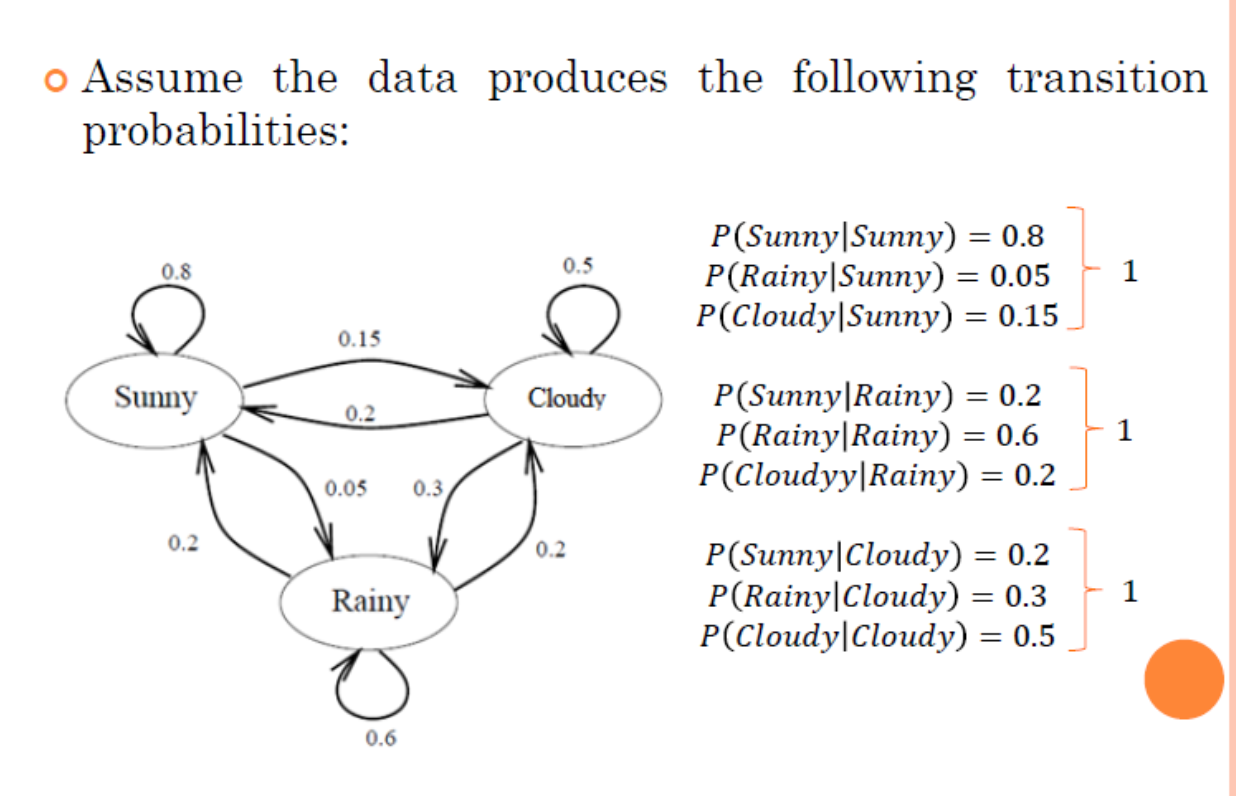 Assume the data produces the following transition
probabilities:
P(Sunny|Sunny) = 0.8
P(Rainy|Sunny) = 0.05
P(Cloudy|Sunny) = 0.15
1
P(Sunny|Rainy) = 0.2
P(Rainy|Rainy) = 0.6
P(Cloudyy|Rainy) = 0.2
1
P(Sunny|Cloudy) = 0.2
P(Rainy|Cloudy) = 0.3
P(Cloudy|Cloudy) = 0.5
1
0.8
0.5
0.15
Sunny
Cloudy
0.2
0.05
0.3
0.2
0.2
Rainy
0.6